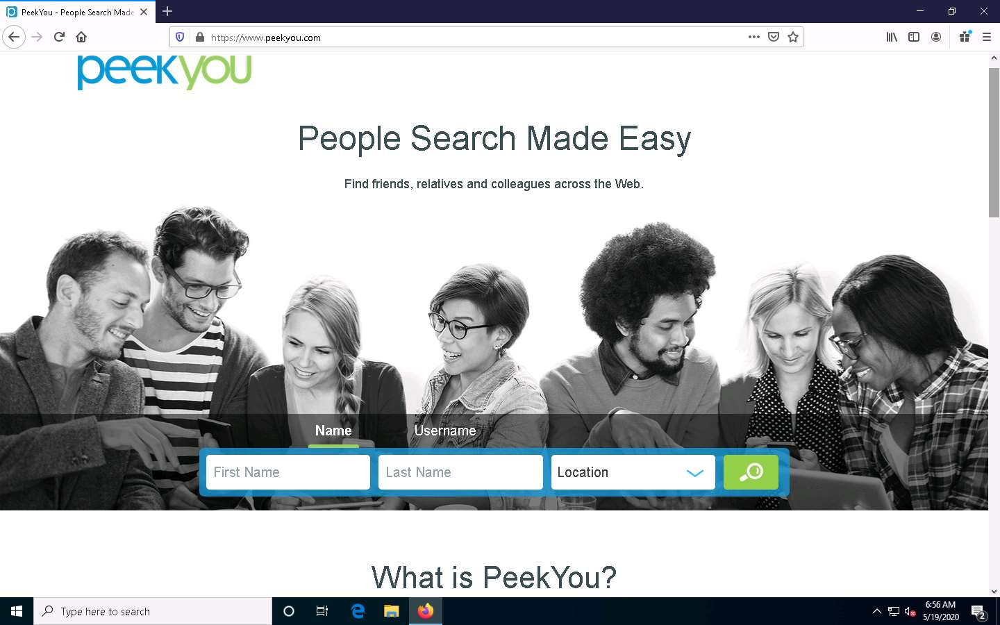 PeekYou - People Search Made
https://www.peekyou.com
peekyou
People Search Made Easy
Find friends, relatives and colleagues across the Web.
Name
Username
First Name
Last Name
Location
What is PeekYou?
Type here to search
6:56 AM
5/19/2020
2